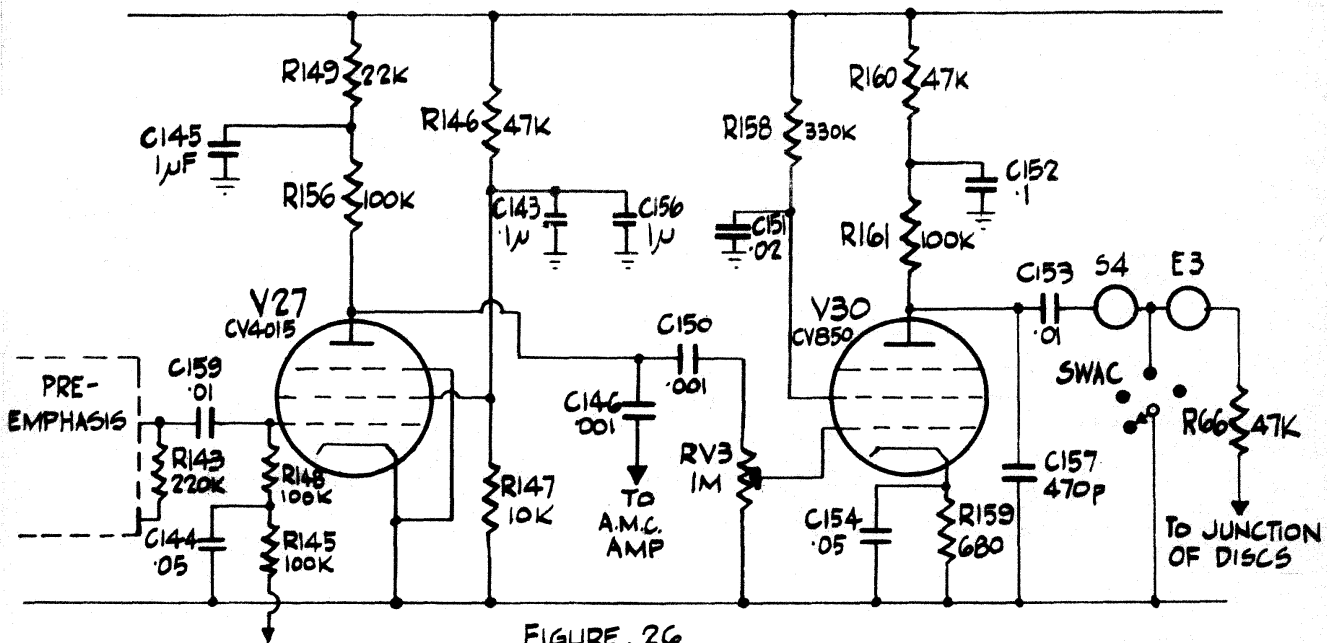 R149 22K
R160 47K
C145
1µF
R146 47K
R158 330K
R156 100K
C143
.1µ
C156
1µ
C151
.02
C152
.1
R161 100K
C153
.01
S4
E3
V27
CV4015
V30
CV850
C150
.001
PRE-
EMPHASIS
C159
.01
C146
.001
SWAC
R66 47K
R143
220K
R148
100K
RV3
1M
R147
10K
C157
470p
TO
A.M.C.
AMP
C144
.05
R145
100K
C154
.05
R159
680
TO JUNCTION
OF DISCS
FIGURE. 26